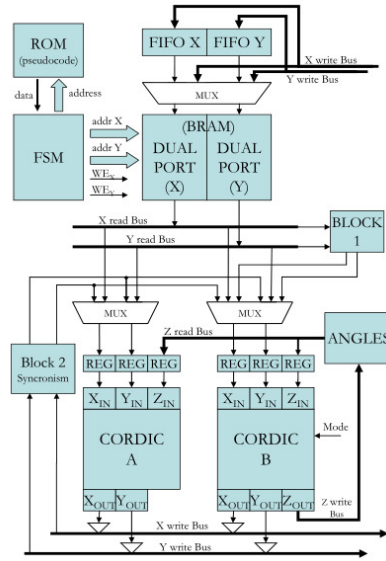 ROM
(pseudocode)
FIFO X
FIFO Y
X write Bus
Y write Bus
MUX
data
address
FSM
addr X
addr Y
WEX
WEY
(BRAM)
DUAL
PORT
(X)
DUAL
PORT
(Y)
X read Bus
Y read Bus
BLOCK
1
MUX
MUX
Z read Bus
ANGLES
Block 2
Syncronism
REG
REG
REG
REG
REG
REG
XIN
YIN
ZIN
XIN
YIN
ZIN
CORDIC
A
CORDIC
B
Mode
XOUT
YOUT
XOUT
YOUT
ZOUT
Z write
Bus
X write Bus
Y write Bus